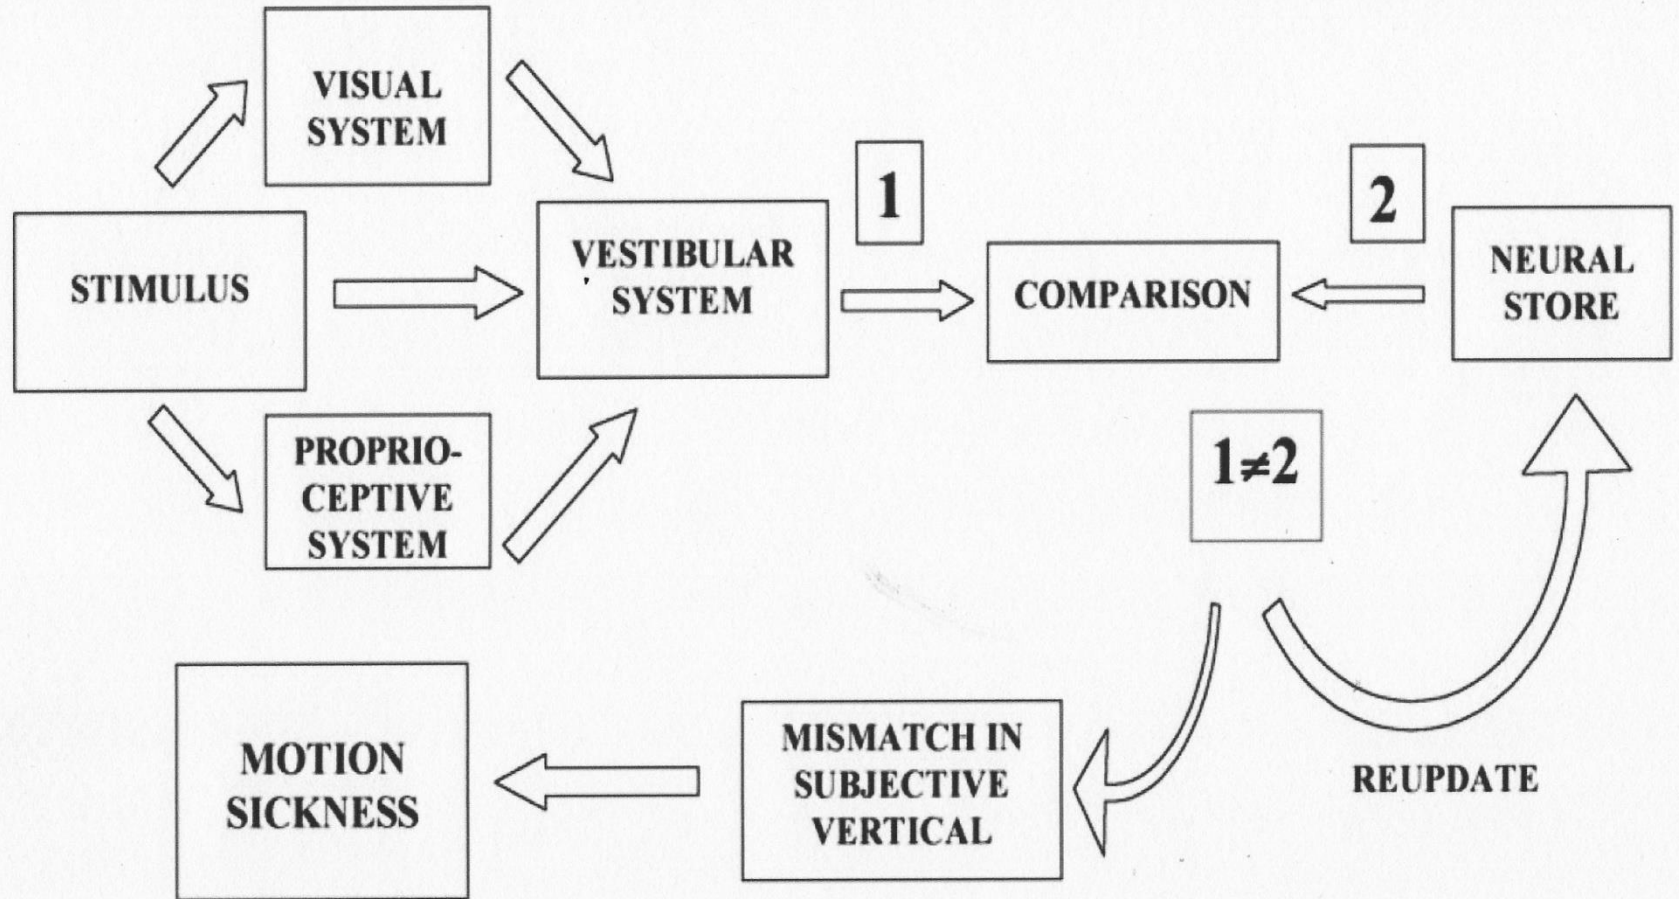 VISUAL
SYSTEM
STIMULUS
VESTIBULAR
SYSTEM
PROPRIO-
CEPTIVE
SYSTEM
1
COMPARISON
2
NEURAL
STORE
1≠2
REUPDATE
MISMATCH IN
SUBJECTIVE
VERTICAL
MOTION
SICKNESS